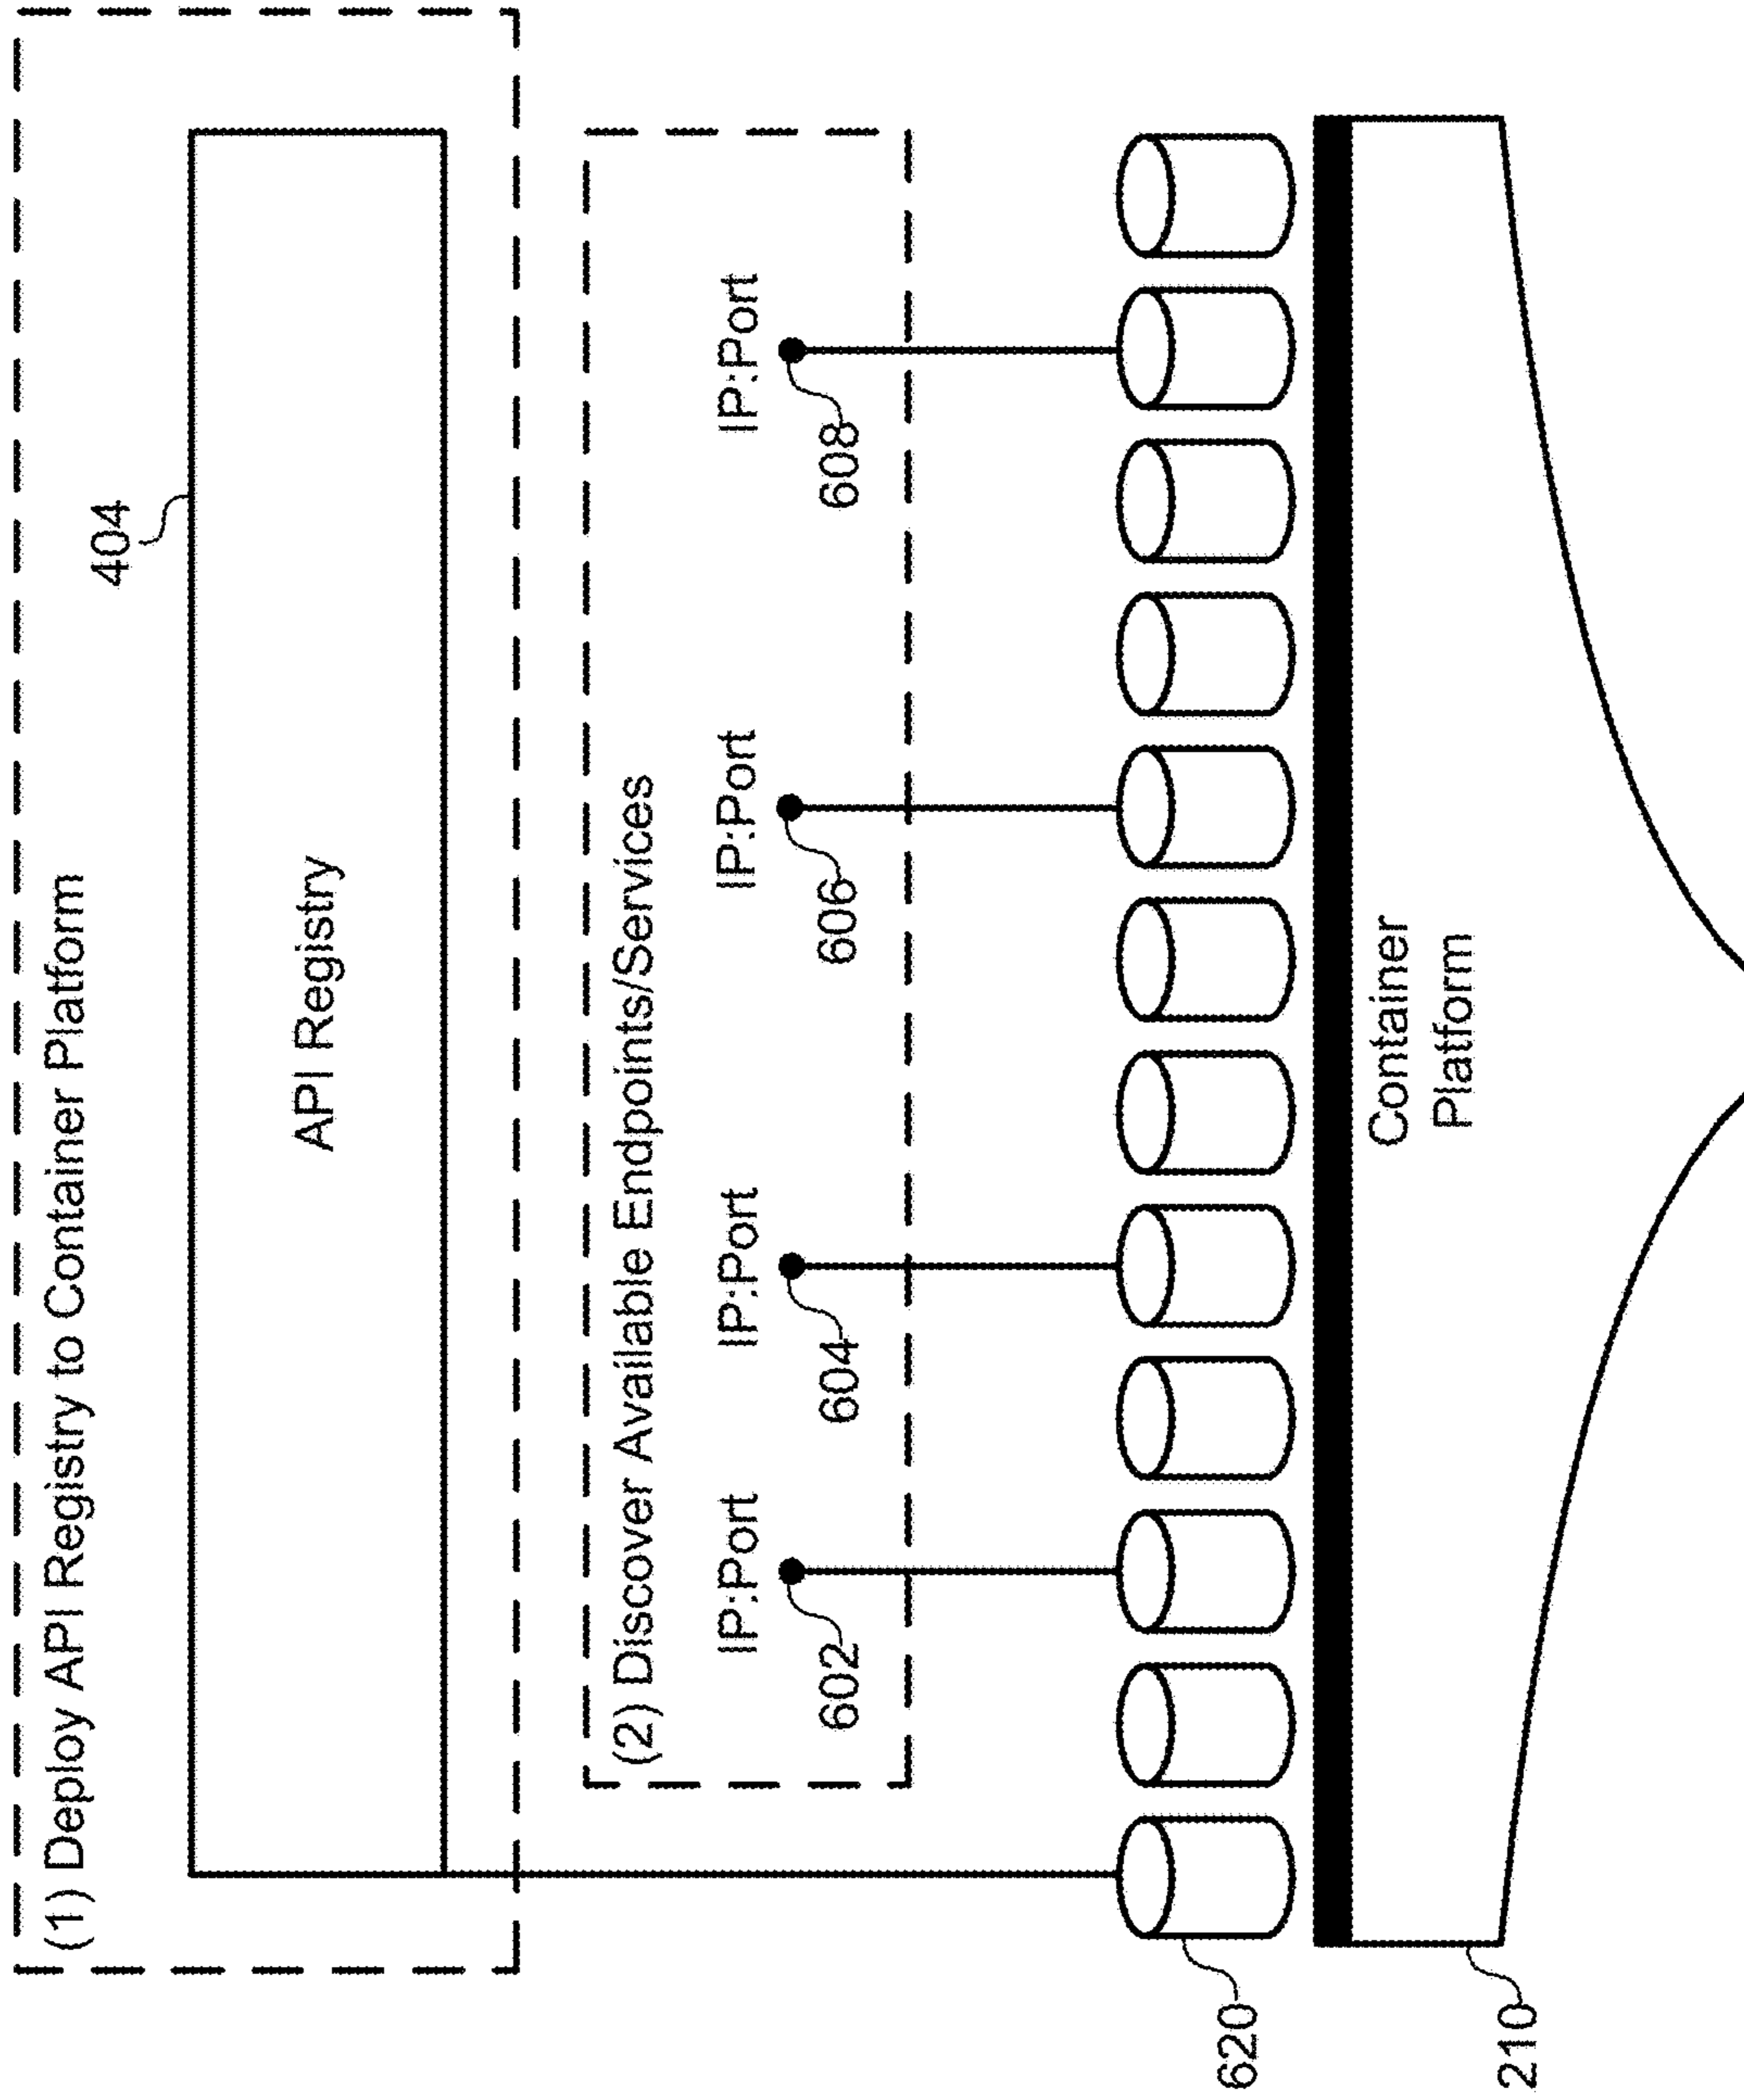 (1) Deploy API Registry to Container Platform
404
API Registry
(2) Discover Available Endpoints/Services
IP:Port
IP:Port
IP:Port
IP:Port
602
604
606
608
620
Container
Platform
210